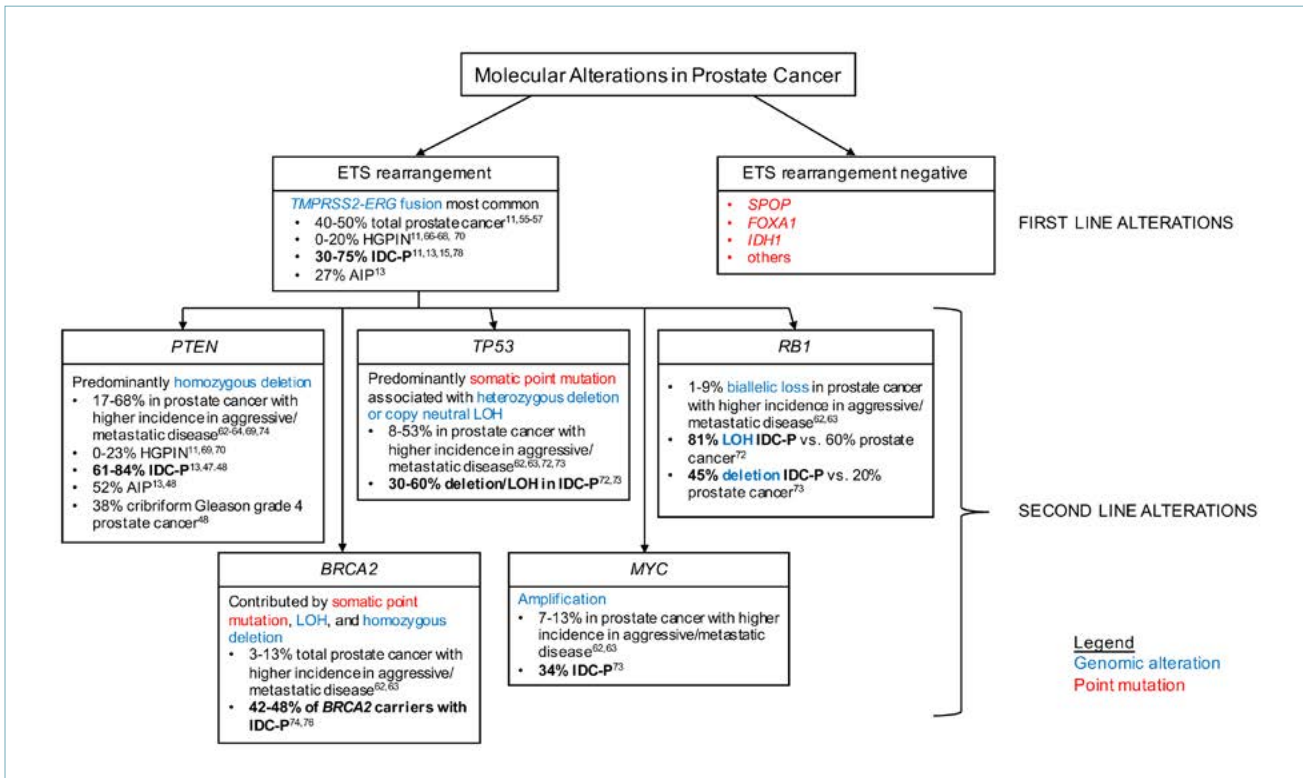 Molecular Alterations in Prostate Cancer
ETS rearrangement
TMPRSS2-ERG fusion most common
• 40-50% total prostate cancer11,55-57
• 0-20% HGPIN11,66-68, 70
• 30-75% IDC-P11,13,15,78
• 27% AIP13
ETS rearrangement negative
• SPOP
• FOXA1
• IDH1
• others
FIRST LINE ALTERATIONS
PTEN
Predominantly homozygous deletion
• 17-68% in prostate cancer with
higher incidence in aggressive/
metastatic disease62-64,69,74
• 0-23% HGPIN11,69,70
• 61-84% IDC-P13,47,48
• 52% AIP13,48
• 38% cribriform Gleason grade 4
prostate cancer48
TP53
Predominantly somatic point mutation
associated with heterozygous deletion
or copy neutral LOH
• 8-53% in prostate cancer with
higher incidence in aggressive/
metastatic disease62,63,72,73
• 30-60% deletion/LOH in IDC-P72,73
RB1
• 1-9% biallelic loss in prostate cancer
with higher incidence in aggressive/
metastatic disease62,63
• 81% LOH IDC-P vs. 60% prostate
cancer72
• 45% deletion IDC-P vs. 20%
prostate cancer73
SECOND LINE ALTERATIONS
BRCA2
Contributed by somatic point
mutation, LOH, and homozygous
deletion
• 3-13% total prostate cancer with
higher incidence in aggressive/
metastatic disease62,63
• 42-48% of BRCA2 carriers with
IDC-P74,78
MYC
Amplification
• 7-13% in prostate cancer with higher
incidence in aggressive/metastatic
disease62,63
• 34% IDC-P73
Legend
Genomic alteration
Point mutation